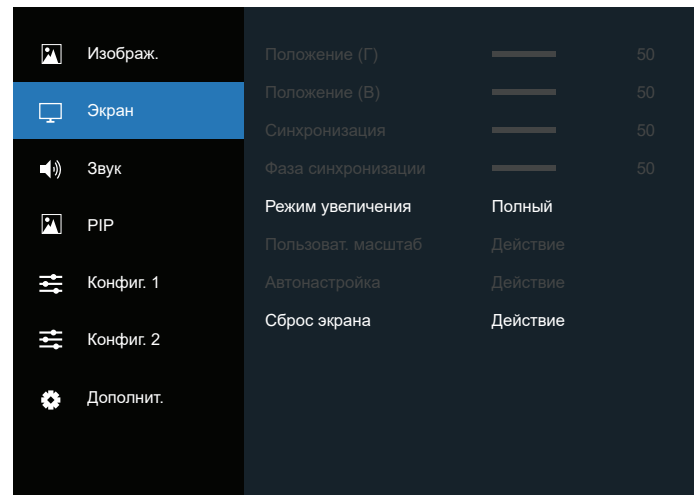 Изображ.
Экран
Звук
PIP
Конфиг. 1
Конфиг. 2
Дополнит.
Положение (Г) 50
Положение (В) 50
Синхронизация 50
Фаза синхронизации 50
Режим увеличения Полный
Пользоват. масштаб Действие
Автонастройка Действие
Сброс экрана Действие